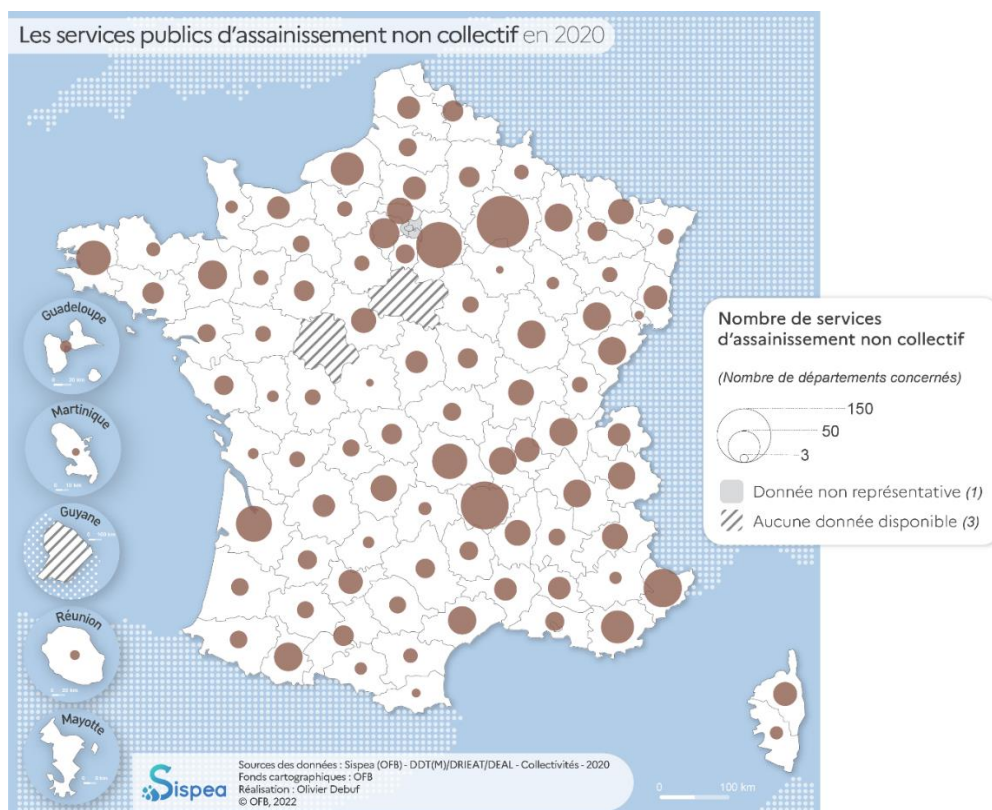 Les services publics d'assainissement non collectif en 2020
Guadeloupe
Martinique
Guyane
Réunion
Mayotte
Nombre de services
d'assainissement non collectif
(Nombre de départements concernés)
150
50
3
Donnée non représentative (1)
Aucune donnée disponible (3)
Sispea
Sources des données : Sispea (OFB) - DDT(M)/DRIEAT/DEAL - Collectivités - 2020
Fonds cartographiques : OFB
Réalisation : Olivier Debuf
© OFB, 2022
0 100 km